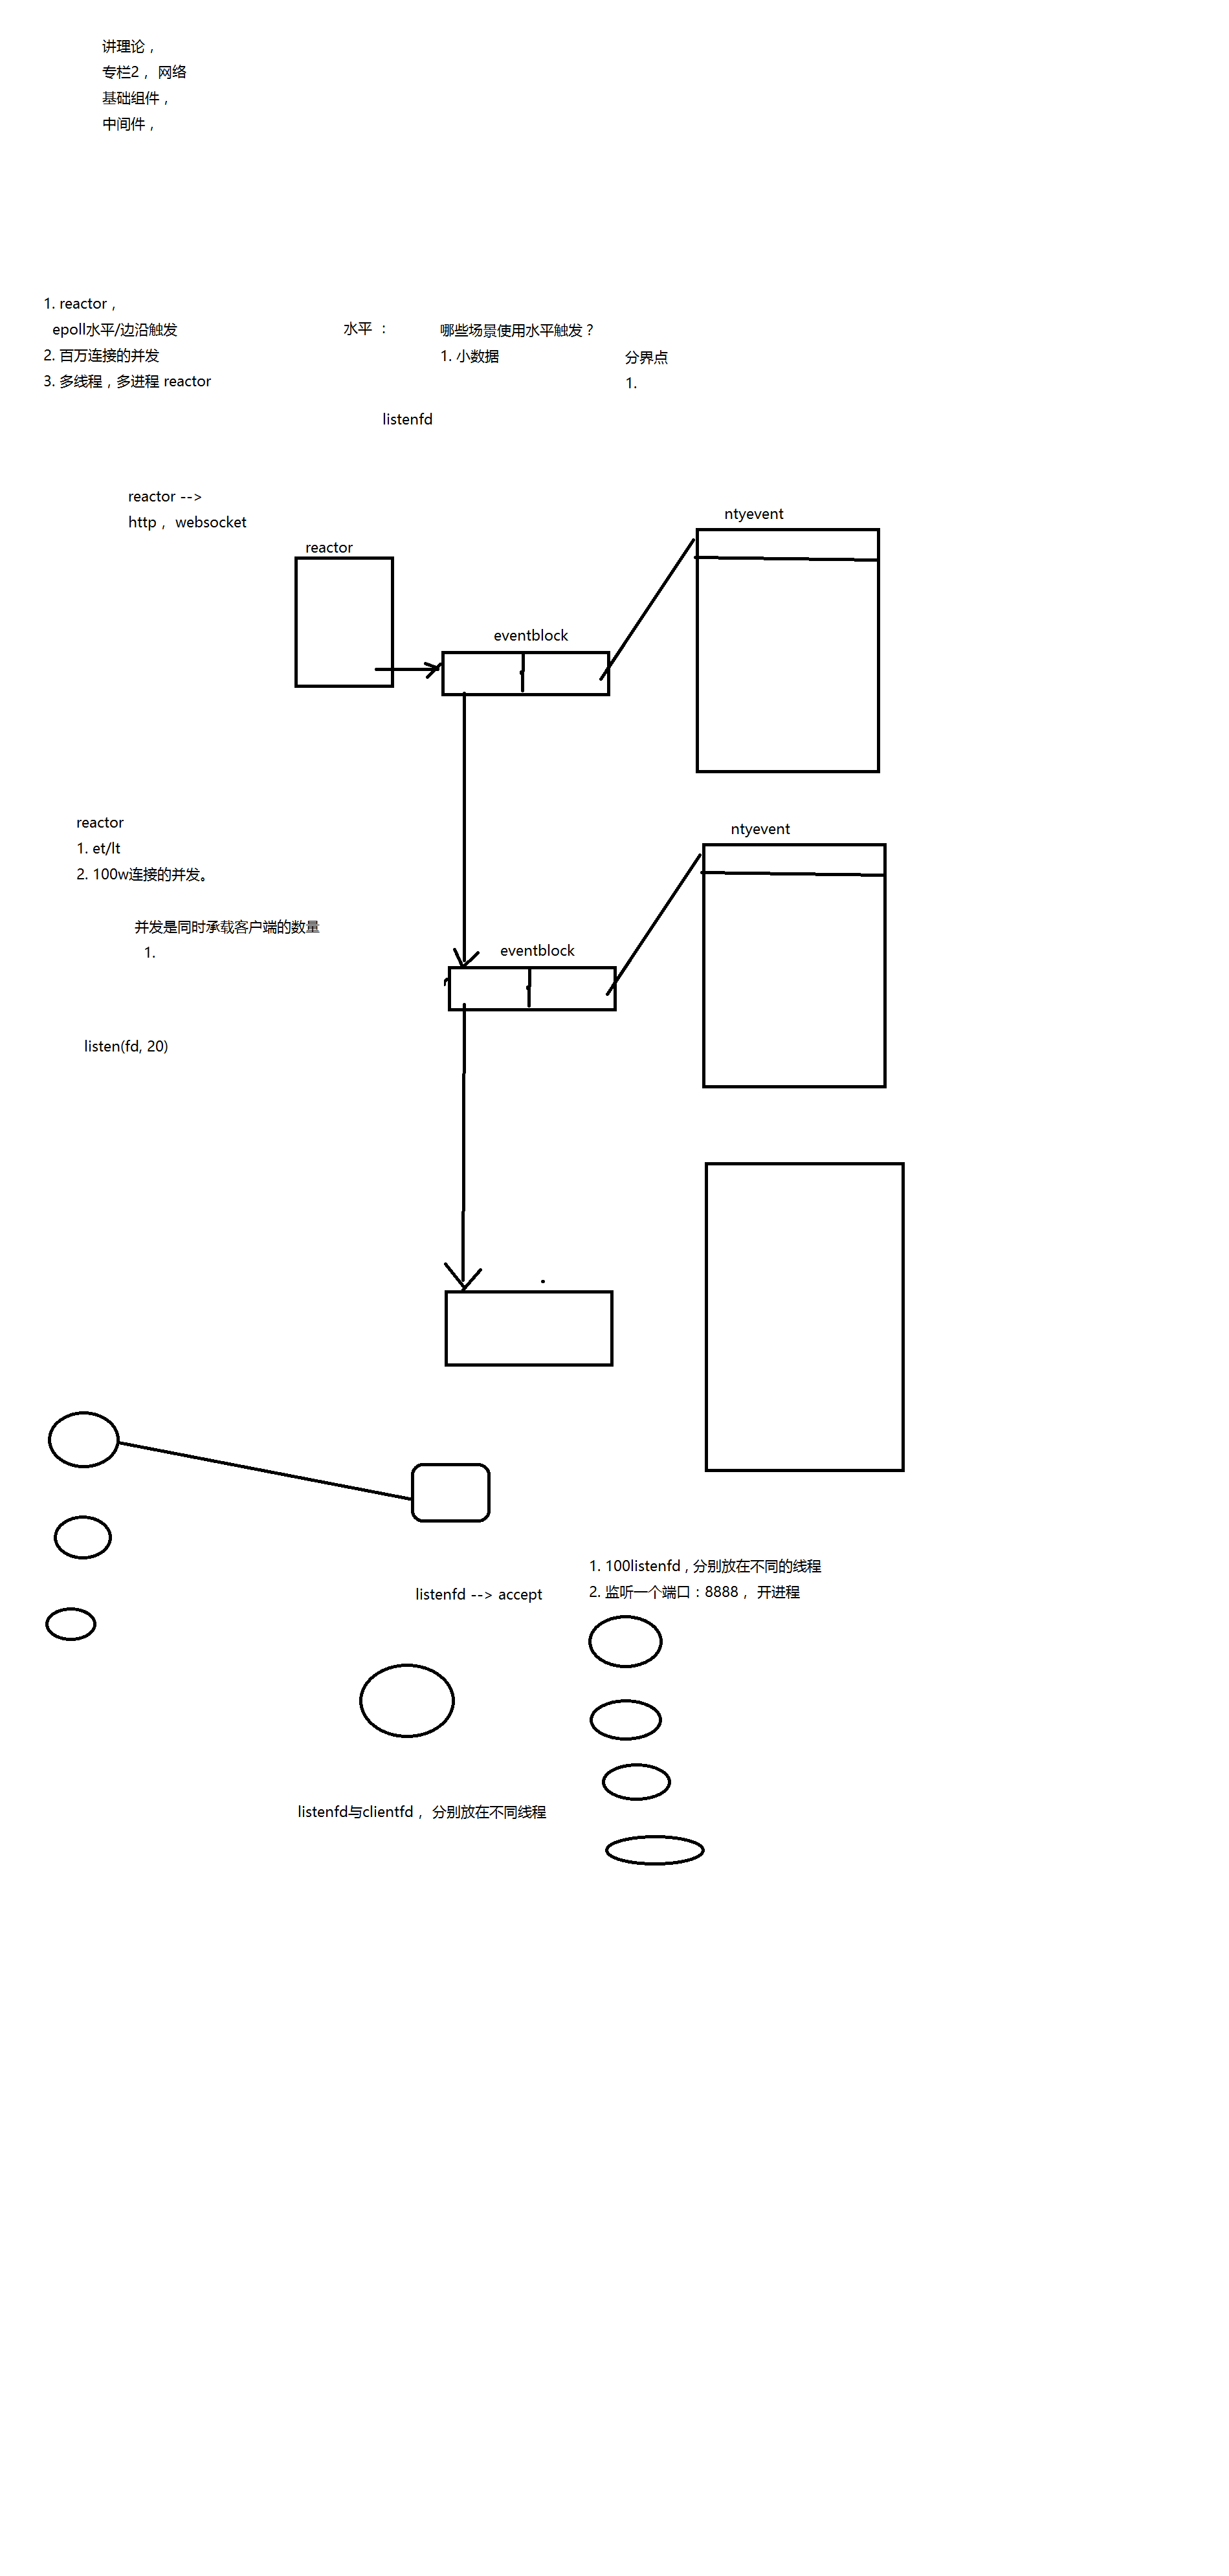 讲理论，
专栏2， 网络
基础组件，
中间件，
1. reactor，
epoll水平/边沿触发
2. 百万连接的并发
3. 多线程，多进程 reactor
水平 ：
哪些场景使用水平触发？
1. 小数据
分界点
1.
listenfd
reactor -->
http， websocket
reactor
eventblock
ntyevent
reactor
1. et/lt
2. 100w连接的并发。
并发是同时承载客户端的数量
1.
ntyevent
eventblock
listen(fd, 20)
listenfd --> accept
1. 100listenfd , 分别放在不同的线程
2. 监听一个端口：8888， 开进程
listenfd与clientfd， 分别放在不同线程